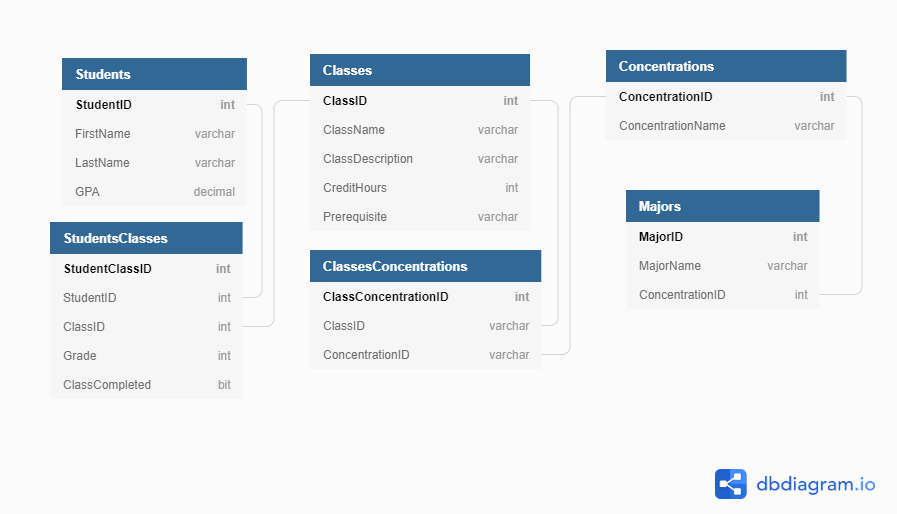 Students
StudentID int
FirstName varchar
LastName varchar
GPA decimal
StudentsClasses
StudentClassID int
StudentID int
ClassID int
Grade int
ClassCompleted bit
Classes
ClassID int
ClassName varchar
ClassDescription varchar
CreditHours int
Prerequisite varchar
ClassesConcentrations
ClassConcentrationID int
ClassID varchar
ConcentrationID varchar
Concentrations
ConcentrationID int
ConcentrationName varchar
Majors
MajorID int
MajorName varchar
ConcentrationID int
dbdiagram.io